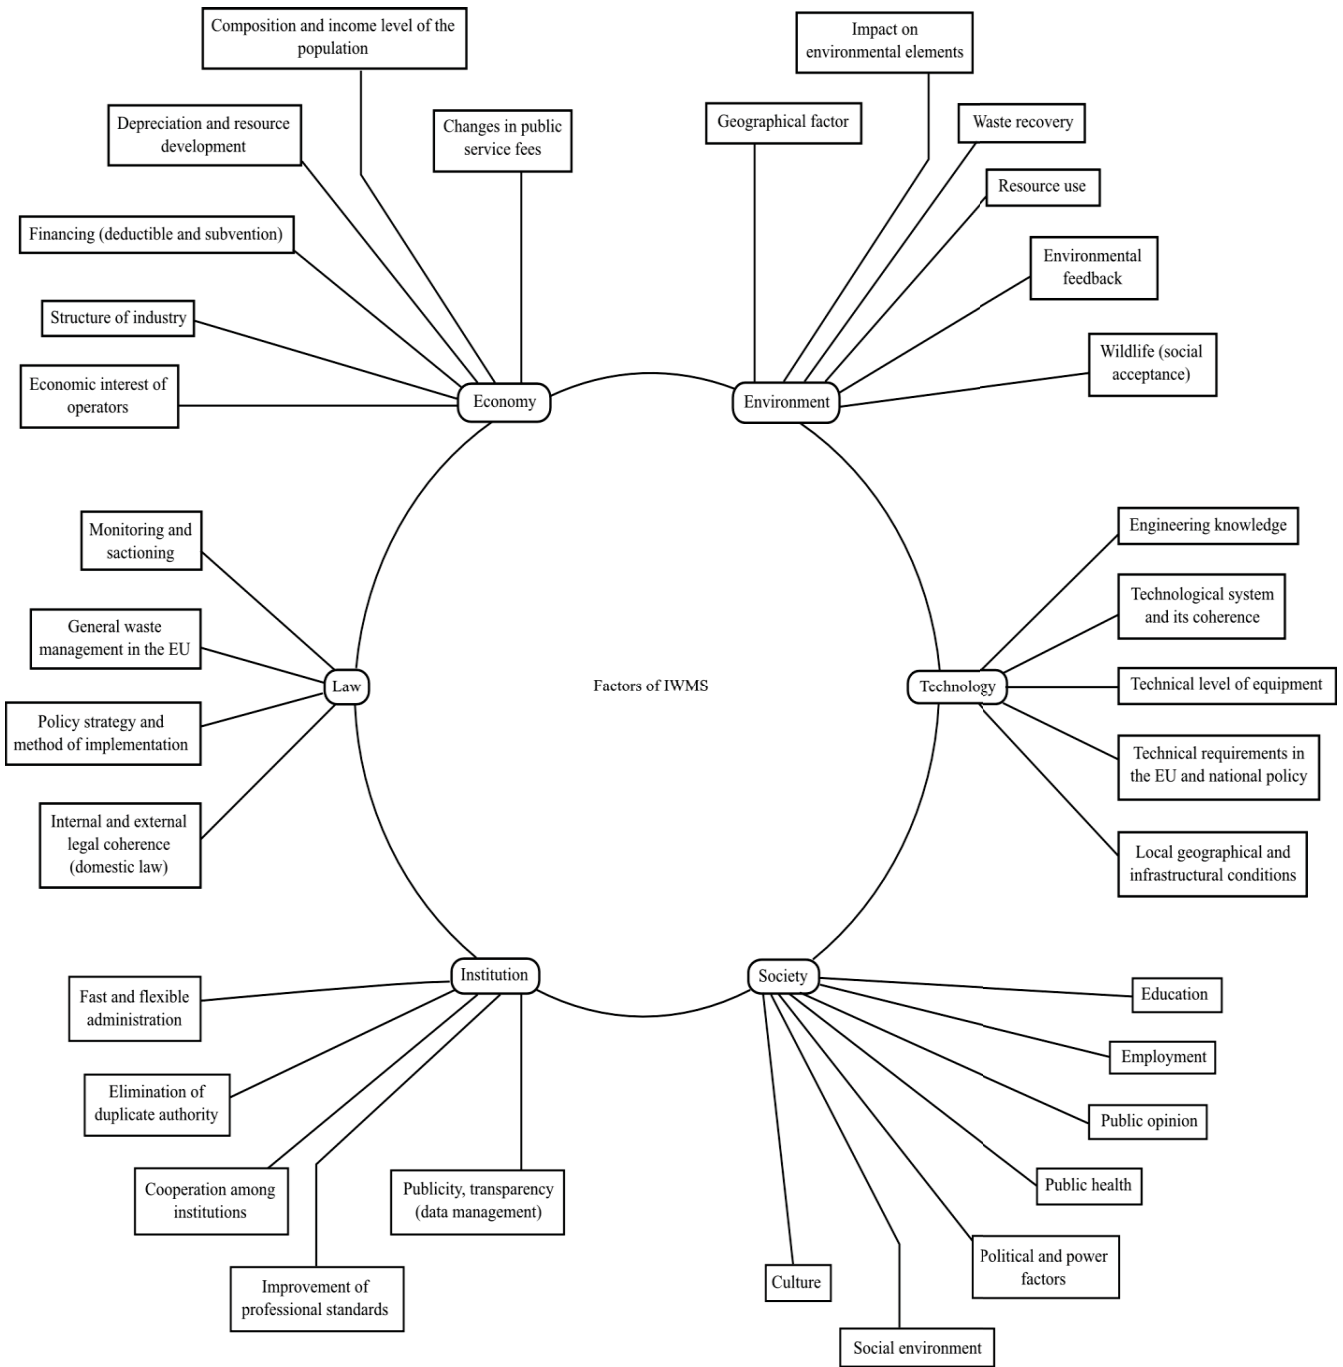 Composition and income level of the
population
Impact on
environmental elements
Depreciation and resource
development
Changes in public
service fees
Geographical factor
Waste recovery
Resource use
Financing (deductible and subvention)
Environmental
feedback
Structure of industry
Wildlife (social
acceptance)
Economic interest of
operators
Economy
Environment
Monitoring and
sactioning
Engineering knowledge
General waste
management in the EU
Technological system
and its coherence
Law
Factors of IWMS
Technology
Technical level of equipment
Policy strategy and
method of implementation
Technical requirements in
the EU and national policy
Internal and external
legal coherence
(domestic law)
Local geographical and
infrastructural conditions
Institution
Society
Fast and flexible
administration
Education
Employment
Elimination of
duplicate authority
Public opinion
Cooperation among
institutions
Publicity, transparency
(data management)
Public health
Improvement of
professional standards
Culture
Political and power
factors
Social environment